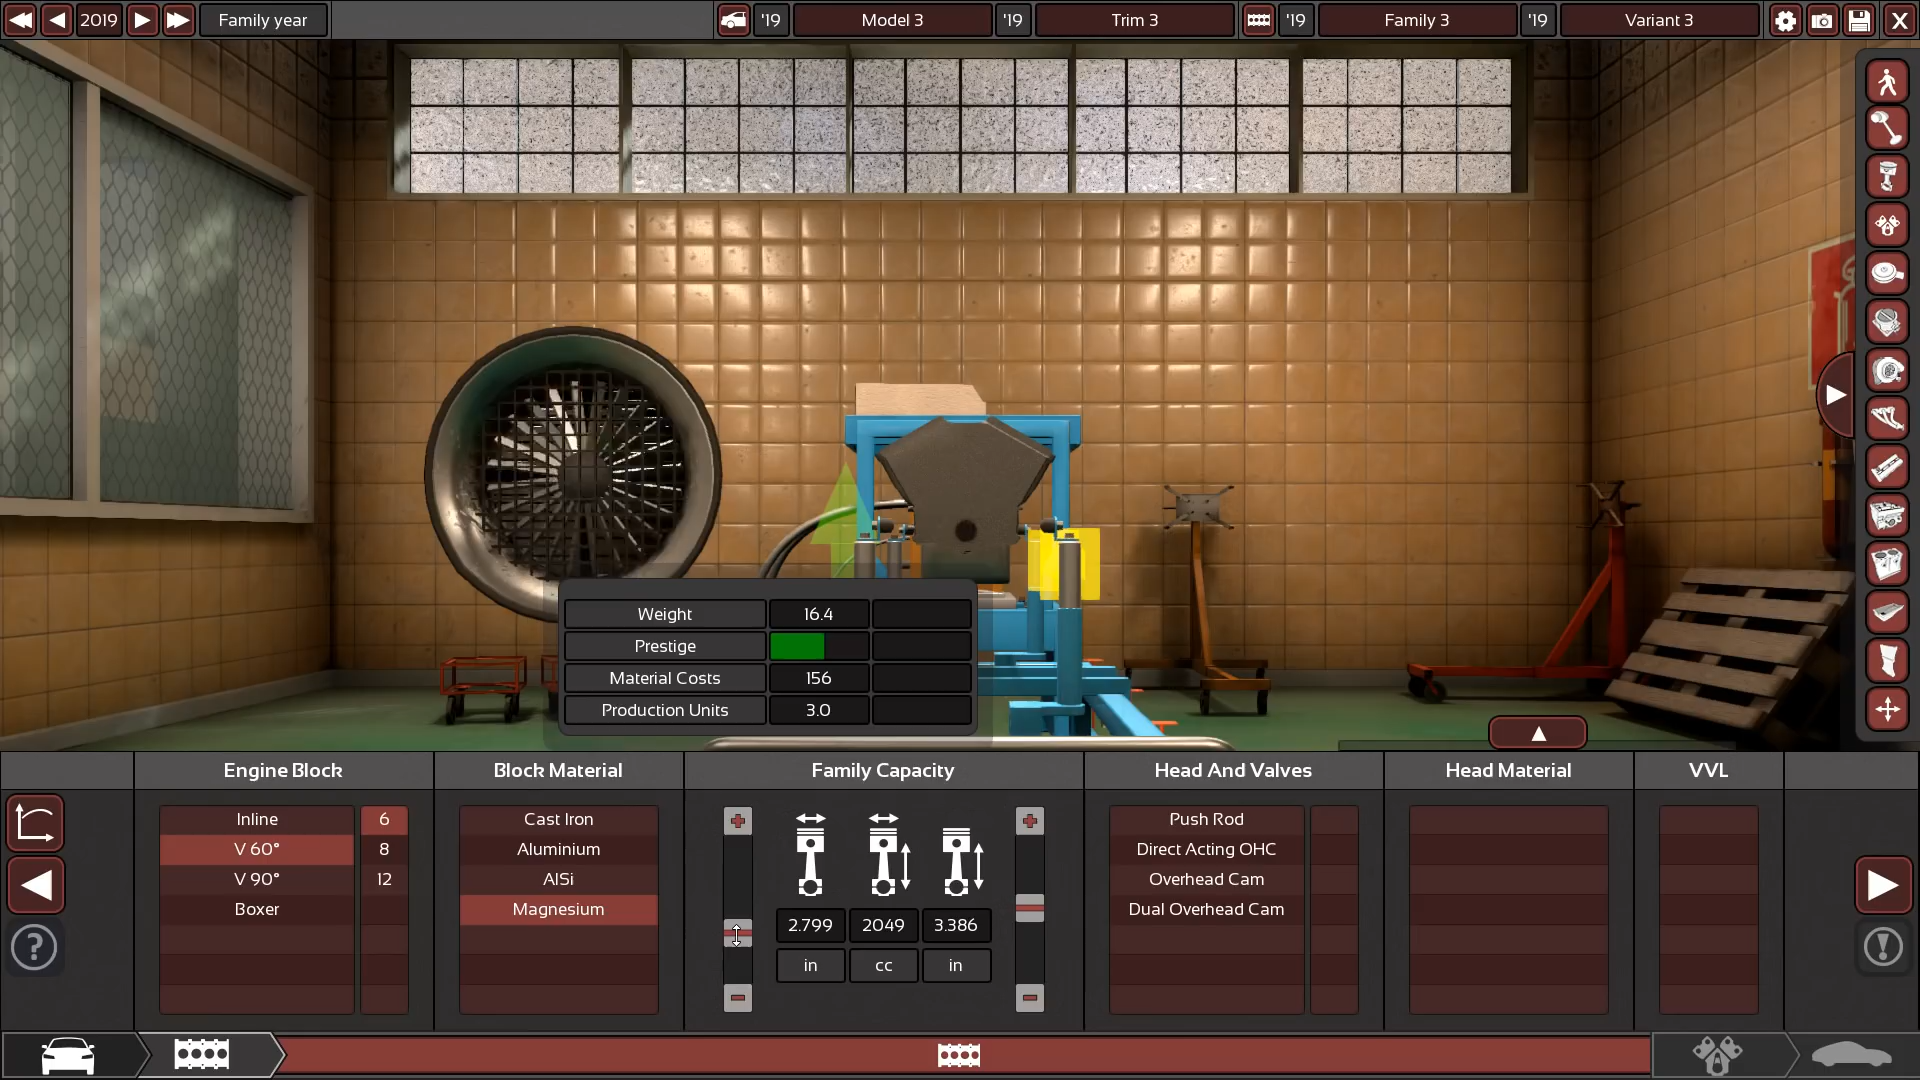 2019
Family year
'19
Model 3
'19
Trim 3
'19
Family 3
'19
Variant 3
X
Weight 16.4
Prestige
Material Costs 156
Production Units 3.0
Engine Block
Block Material
Family Capacity
Head And Valves
Head Material
VVL
Inline
V 60°
V 90°
Boxer
6
8
12
Cast Iron
Aluminium
AlSi
Magnesium
2.799 2049 3.386
in cc in
Push Rod
Direct Acting OHC
Overhead Cam
Dual Overhead Cam
?
!